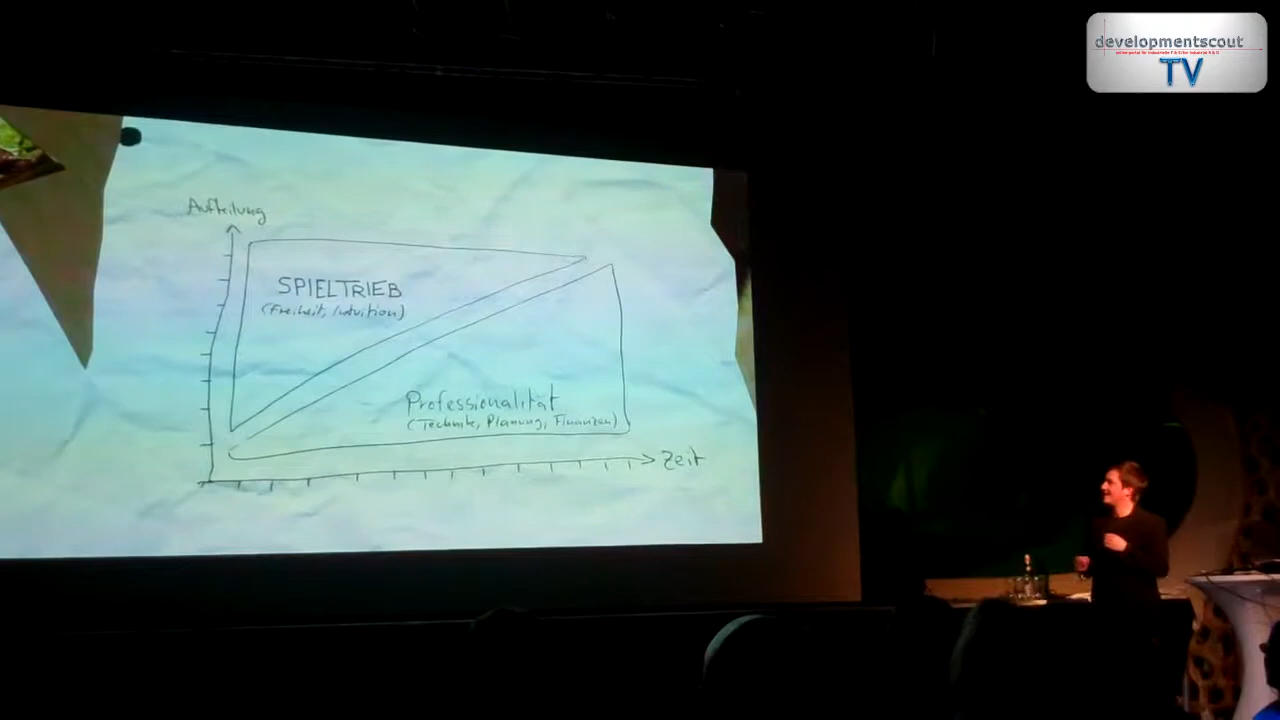 developmentscout
TV
Aufteilung
SPIELTRIEB
(Freiheit, Intuition)
Professionalität
(Technik, Planung, Finanzen)
Zeit